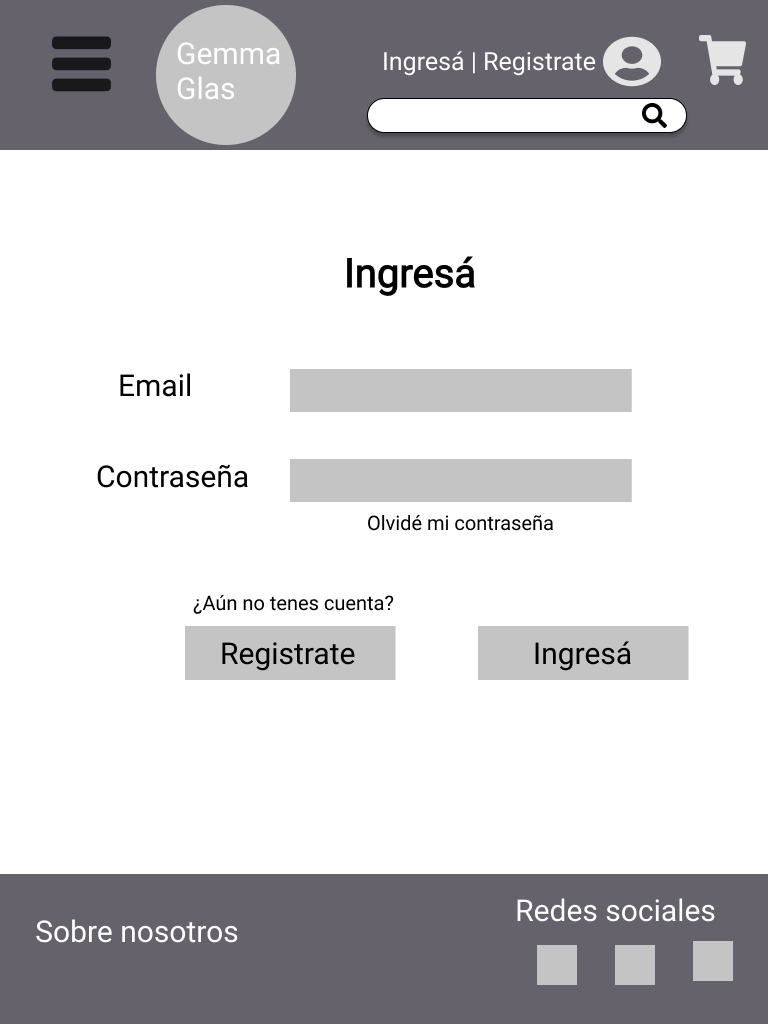 Gemma
Glas
Ingresá | Registrate
Ingresá
Email
Contraseña
Olvidé mi contraseña
¿Aún no tenes cuenta?
Registrate
Ingresá
Sobre nosotros
Redes sociales